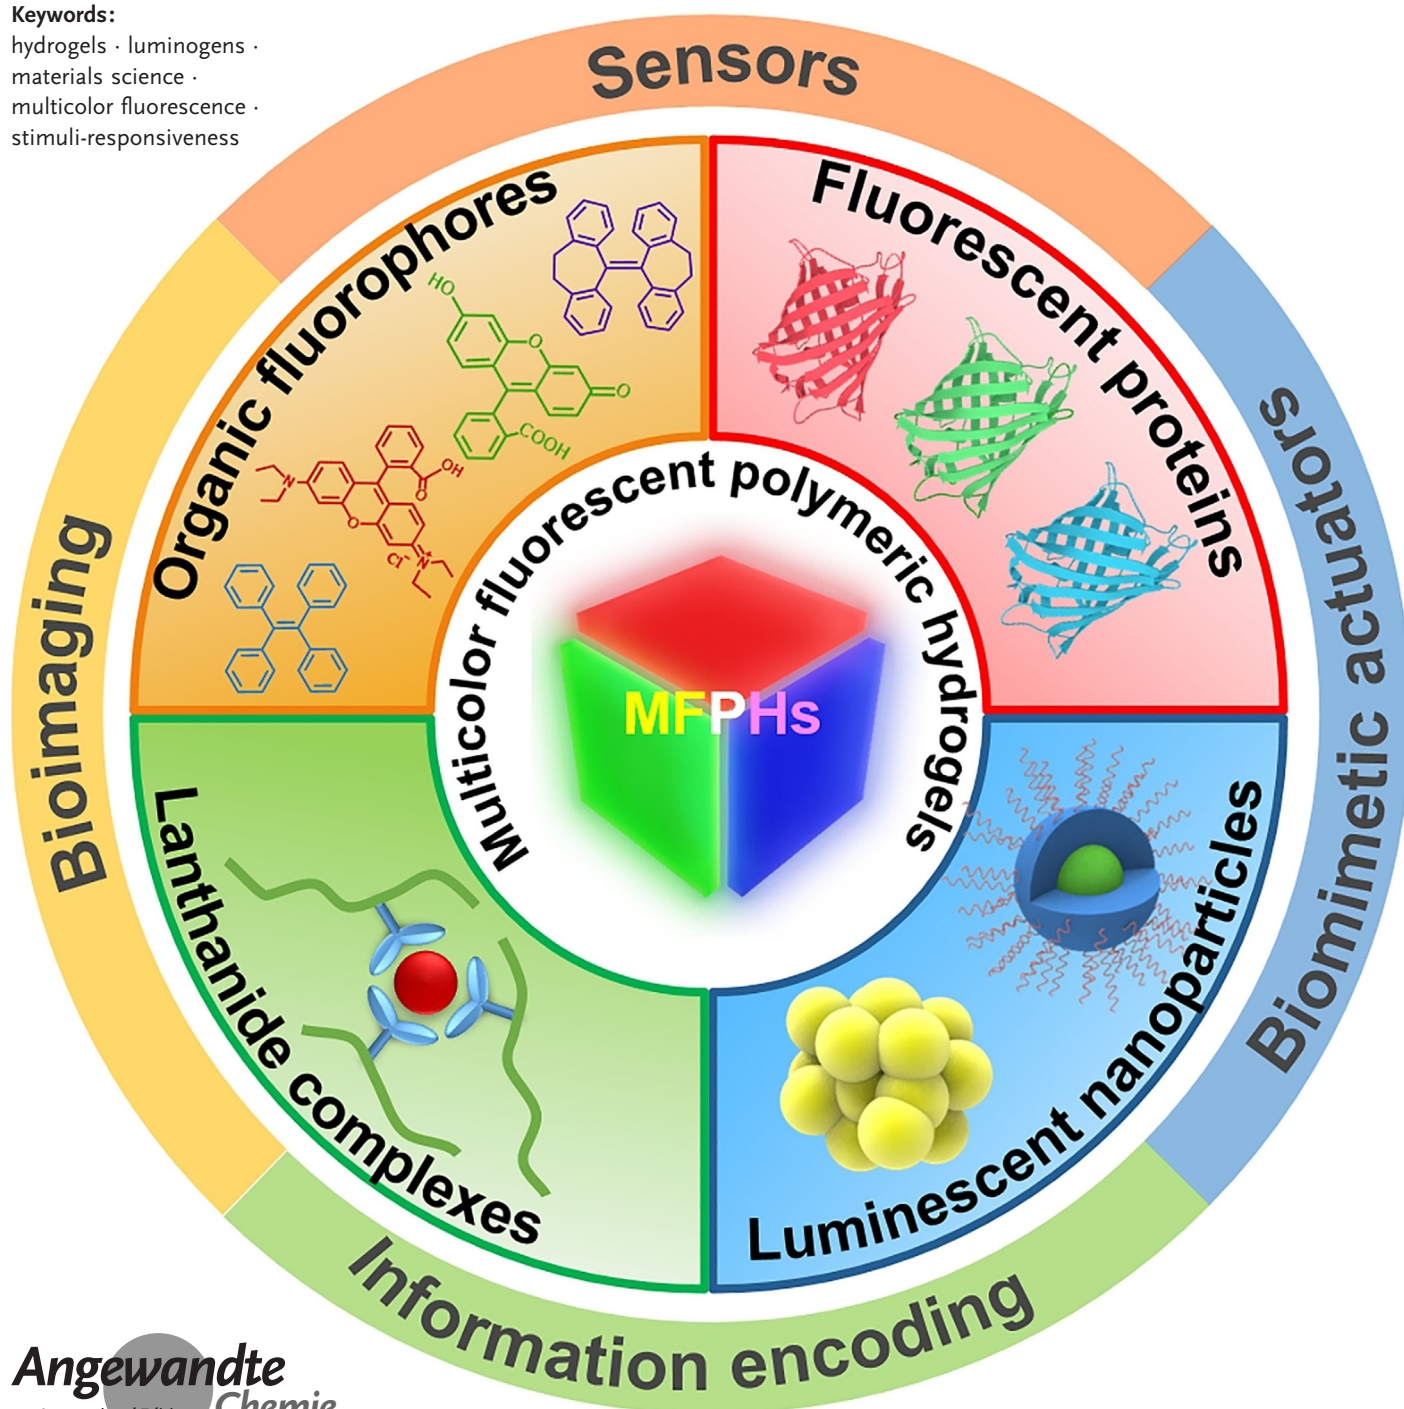 Keywords:
hydrogels · luminogens ·
materials science ·
multicolor fluorescence ·
stimuli-responsiveness
Sensors
Biomimetic actuators
Information encoding
Bioimaging
Organic fluorophores
Fluorescent proteins
Luminescent nanoparticles
Lanthanide complexes
Multicolor fluorescent polymeric hydrogels
MFPHs
HO
O
O
COOH
N
O
OH
O
Cl⁻
N⁺
Angewandte
Chemie